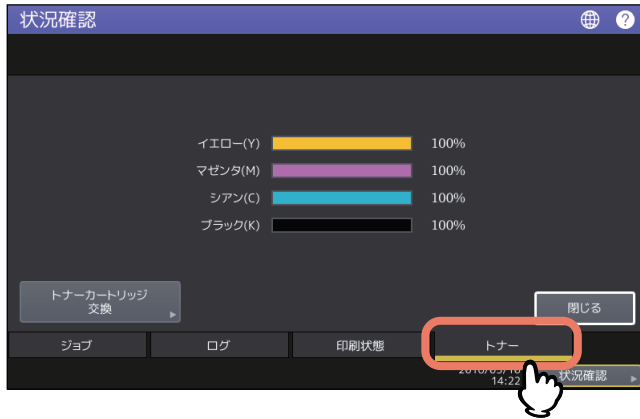 状況確認
?
イエロー(Y) 100%
マゼンタ(M) 100%
シアン(C) 100%
ブラック(K) 100%
トナーカートリッジ
交換
閉じる
ジョブ ログ 印刷状態 トナー
14:22
状況確認